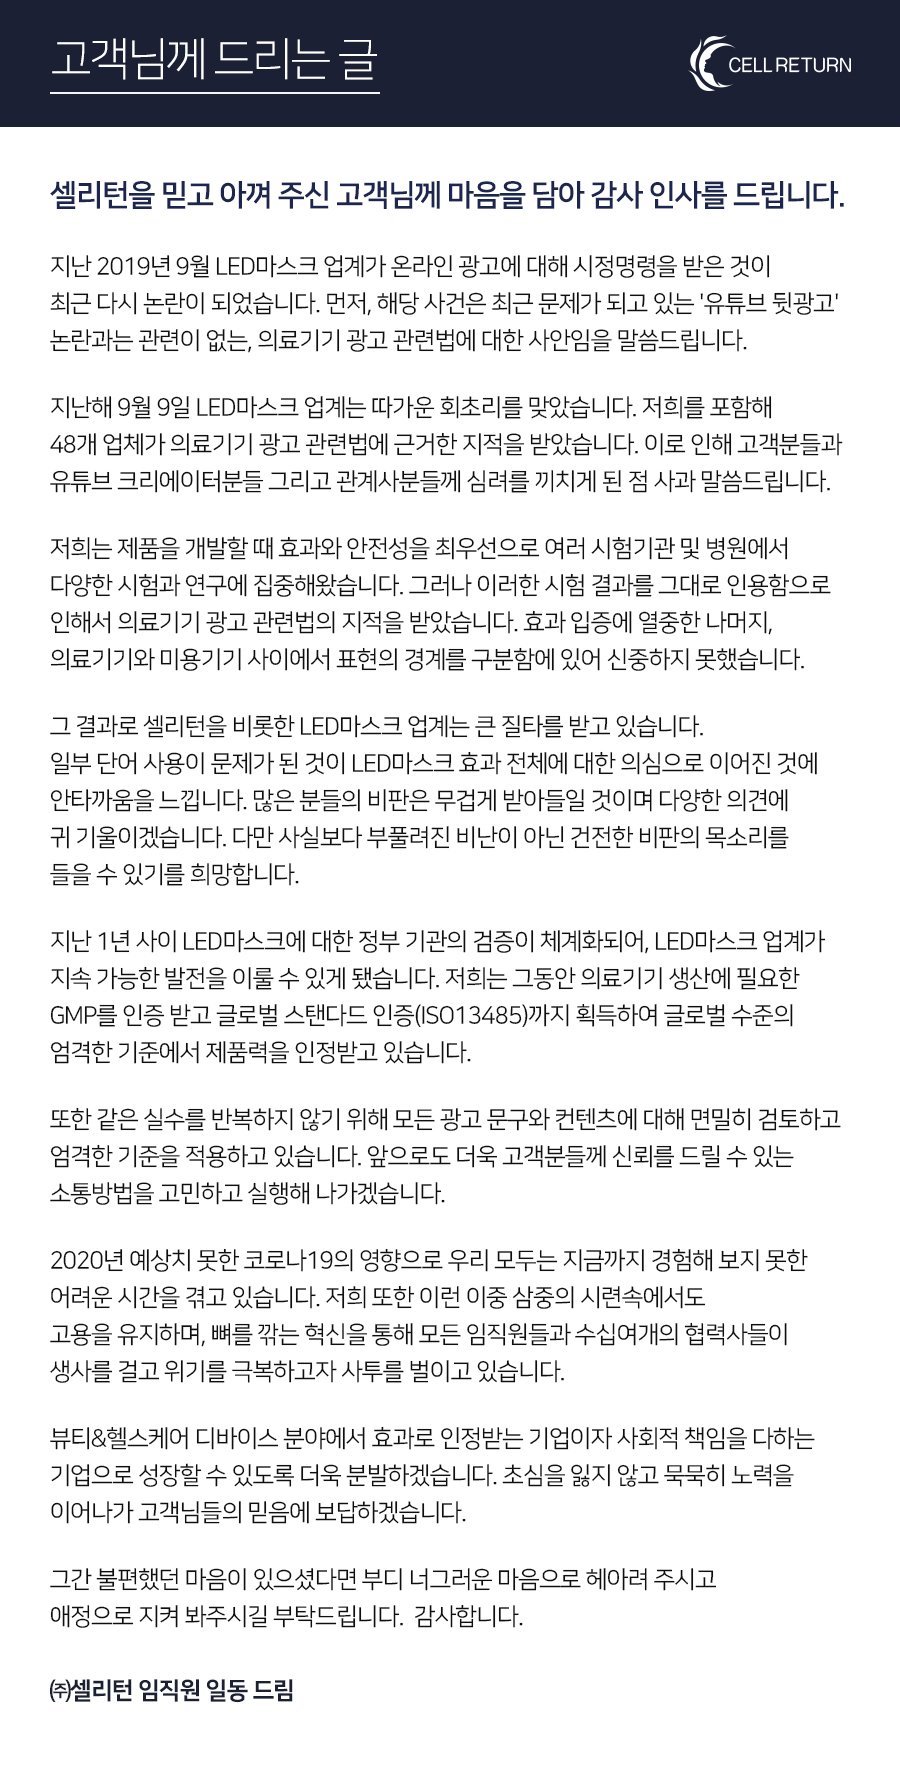 고객님께 드리는 글
CELL RETURN
셀리턴을 믿고 아껴 주신 고객님께 마음을 담아 감사 인사를 드립니다.
지난 2019년 9월 LED마스크 업계가 온라인 광고에 대해 시정명령을 받은 것이
최근 다시 논란이 되었습니다. 먼저, 해당 사건은 최근 문제가 되고 있는 '유튜브 뒷광고'
논란과는 관련이 없는, 의료기기 광고 관련법에 대한 사안임을 말씀드립니다.
지난해 9월 9일 LED마스크 업계는 따가운 회초리를 맞았습니다. 저희를 포함해
48개 업체가 의료기기 광고 관련법에 근거한 지적을 받았습니다. 이로 인해 고객분들과
유튜브 크리에이터분들 그리고 관계사분들께 심려를 끼치게 된 점 사과 말씀드립니다.
저희는 제품을 개발할 때 효과와 안전성을 최우선으로 여러 시험기관 및 병원에서
다양한 시험과 연구에 집중해왔습니다. 그러나 이러한 시험 결과를 그대로 인용함으로
인해서 의료기기 광고 관련법의 지적을 받았습니다. 효과 입증에 열중한 나머지,
의료기기와 미용기기 사이에서 표현의 경계를 구분함에 있어 신중하지 못했습니다.
그 결과로 셀리턴을 비롯한 LED마스크 업계는 큰 질타를 받고 있습니다.
일부 단어 사용이 문제가 된 것이 LED마스크 효과 전체에 대한 의심으로 이어진 것에
안타까움을 느낍니다. 많은 분들의 비판은 무겁게 받아들일 것이며 다양한 의견에
귀 기울이겠습니다. 다만 사실보다 부풀려진 비난이 아닌 건전한 비판의 목소리를
들을 수 있기를 희망합니다.
지난 1년 사이 LED마스크에 대한 정부 기관의 검증이 체계화되어, LED마스크 업계가
지속 가능한 발전을 이룰 수 있게 됐습니다. 저희는 그동안 의료기기 생산에 필요한
GMP를 인증 받고 글로벌 스탠다드 인증(ISO13485)까지 획득하여 글로벌 수준의
엄격한 기준에서 제품력을 인정받고 있습니다.
또한 같은 실수를 반복하지 않기 위해 모든 광고 문구와 컨텐츠에 대해 면밀히 검토하고
엄격한 기준을 적용하고 있습니다. 앞으로도 더욱 고객분들께 신뢰를 드릴 수 있는
소통방법을 고민하고 실행해 나가겠습니다.
2020년 예상치 못한 코로나19의 영향으로 우리 모두는 지금까지 경험해 보지 못한
어려운 시간을 겪고 있습니다. 저희 또한 이런 이중 삼중의 시련속에서도
고용을 유지하며, 뼈를 깎는 혁신을 통해 모든 임직원들과 수십여개의 협력사들이
생사를 걸고 위기를 극복하고자 사투를 벌이고 있습니다.
뷰티&헬스케어 디바이스 분야에서 효과로 인정받는 기업이자 사회적 책임을 다하는
기업으로 성장할 수 있도록 더욱 분발하겠습니다. 초심을 잃지 않고 묵묵히 노력을
이어나가 고객님들의 믿음에 보답하겠습니다.
그간 불편했던 마음이 있으셨다면 부디 너그러운 마음으로 헤아려 주시고
애정으로 지켜 봐주시길 부탁드립니다. 감사합니다.
㈜셀리턴 임직원 일동 드림